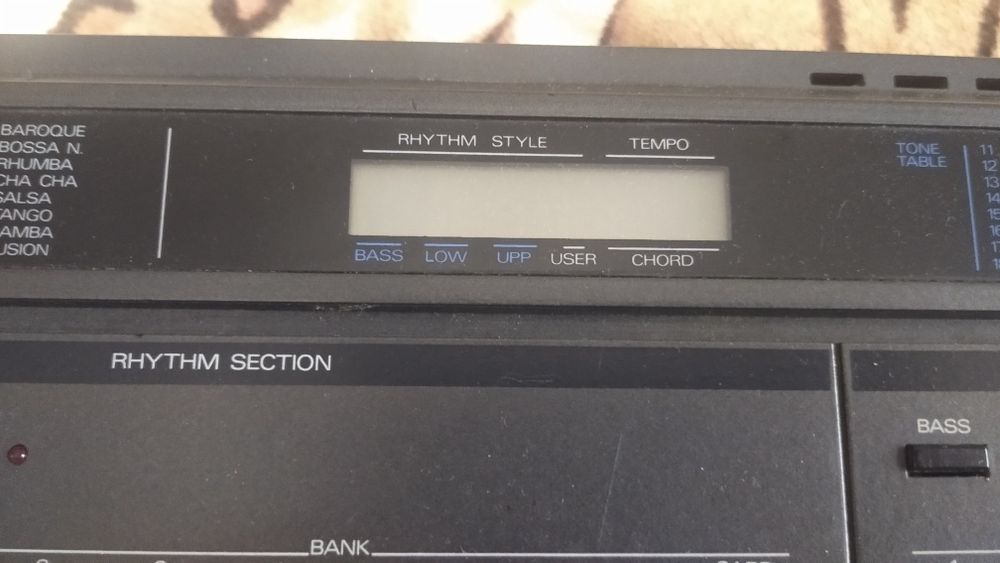 BAROQUE
BOSSA N.
RHUMBA
CHA CHA
SALSA
TANGO
AMBA
USION
RHYTHM STYLE
TEMPO
BASS LOW UPP USER CHORD
TONE
TABLE
11
12
13
14
15
16
RHYTHM SECTION
BASS
BANK